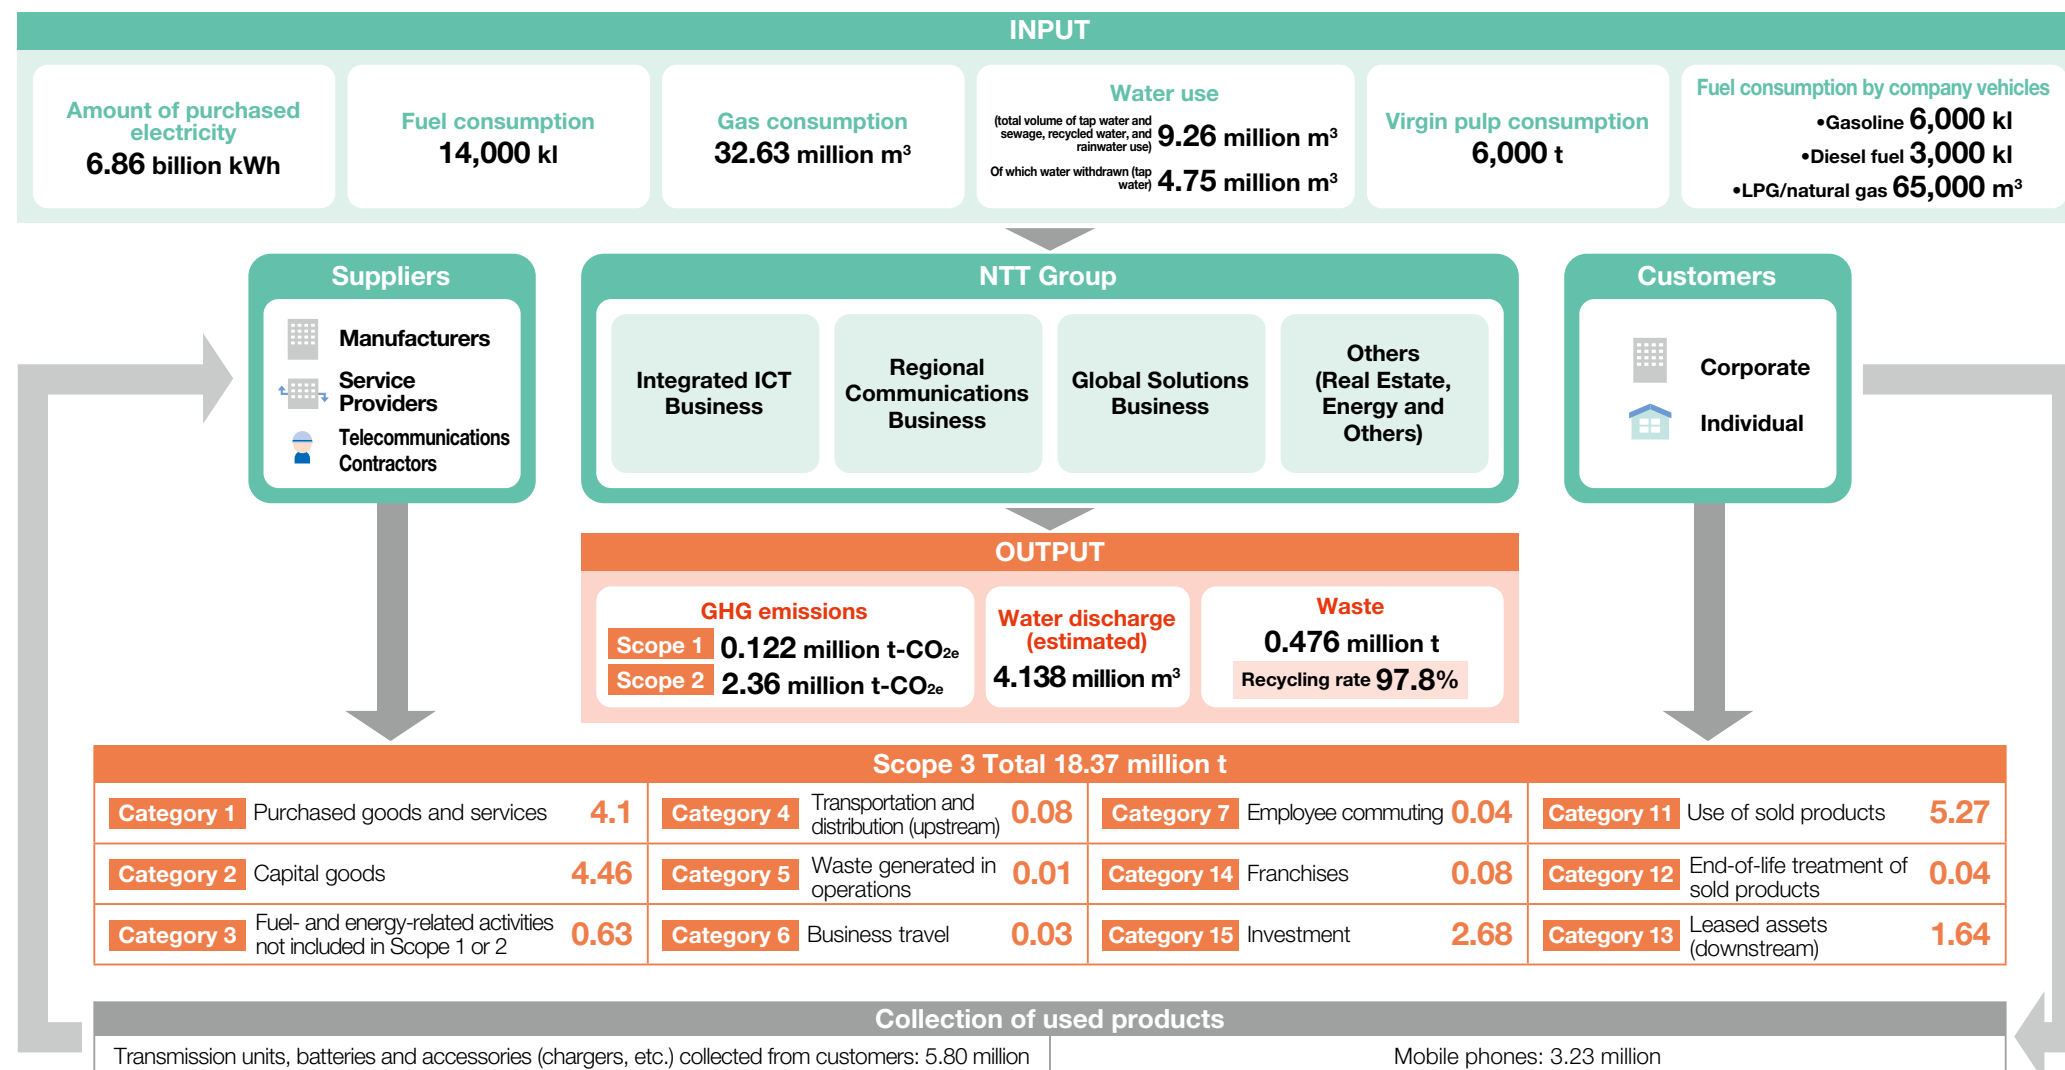 INPUT
Amount of purchased
electricity
6.86 billion kWh
Fuel consumption
14,000 kl
Gas consumption
32.63 million m³
Water use
(total volume of tap water and
sewage, recycled water, and
rainwater use)
9.26 million m³
Of which water withdrawn (tap
water)
4.75 million m³
Virgin pulp consumption
6,000 t
Fuel consumption by company vehicles
•Gasoline 6,000 kl
•Diesel fuel 3,000 kl
•LPG/natural gas 65,000 m³
Suppliers
Manufacturers
Service
Providers
Telecommunications
Contractors
NTT Group
Integrated ICT
Business
Regional
Communications
Business
Global Solutions
Business
Others
(Real Estate,
Energy and
Others)
Customers
Corporate
Individual
OUTPUT
GHG emissions
Scope 1 0.122 million t-CO₂e
Scope 2 2.36 million t-CO₂e
Water discharge
(estimated)
4.138 million m³
Waste
0.476 million t
Recycling rate 97.8%
Scope 3 Total 18.37 million t
Category 1 Purchased goods and services 4.1
Category 2 Capital goods 4.46
Category 3 Fuel- and energy-related activities
not included in Scope 1 or 2 0.63
Category 4 Transportation and
distribution (upstream) 0.08
Category 5 Waste generated in
operations 0.01
Category 6 Business travel 0.03
Category 7 Employee commuting 0.04
Category 14 Franchises 0.08
Category 15 Investment 2.68
Category 11 Use of sold products 5.27
Category 12 End-of-life treatment of
sold products 0.04
Category 13 Leased assets
(downstream) 1.64
Collection of used products
Transmission units, batteries and accessories (chargers, etc.) collected from customers: 5.80 million
Mobile phones: 3.23 million